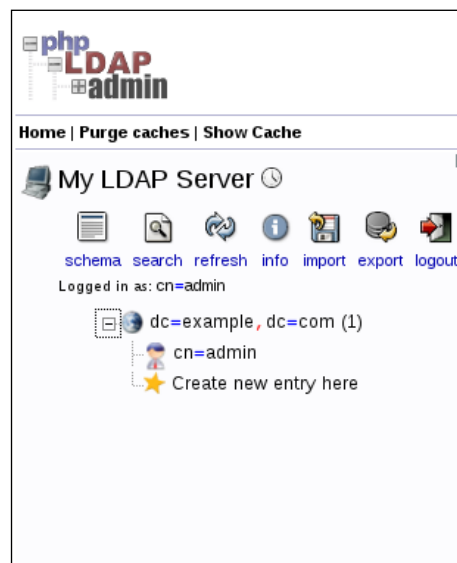 php
LDAP
admin
Home | Purge caches | Show Cache
My LDAP Server
schema search refresh info import export logout
Logged in as: cn=admin
dc=example, dc=com (1)
cn=admin
Create new entry here